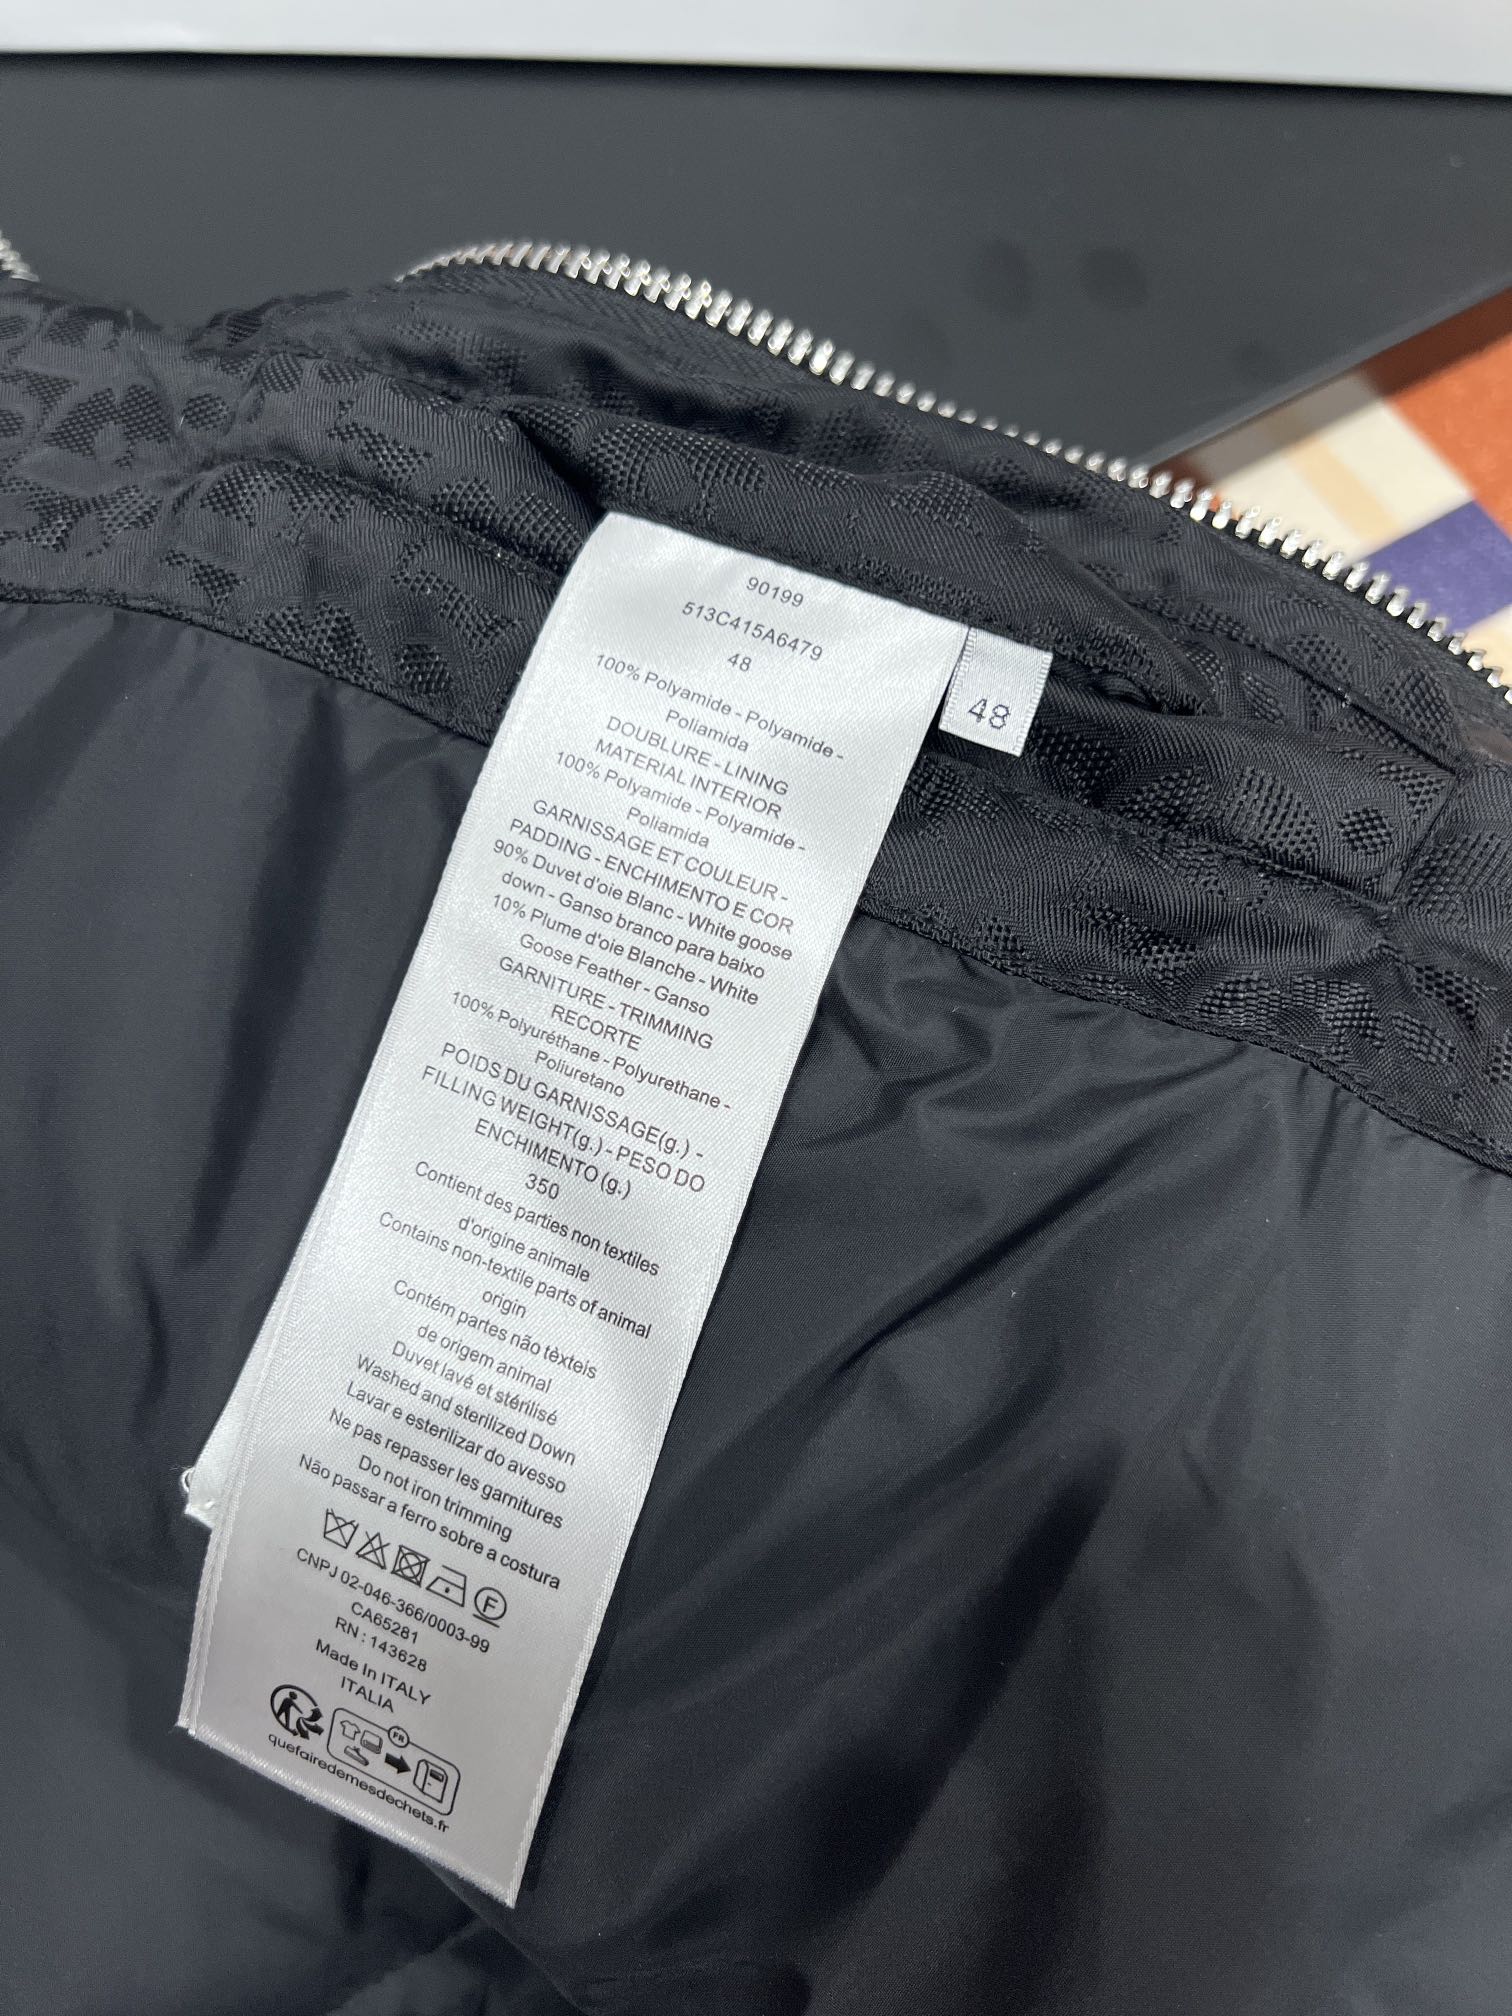 90199
513C415A6479
48
100% Polyamide - Polyamide -
Poliamida
DOUBLURE - LINING
MATERIAL INTERIOR
100% Polyamide - Polyamide -
Poliamida
GARNISSAGE ET COULEUR -
PADDING - ENCHIMENTO E COR
90% Duvet d'oie Blanc - White goose
down - Ganso branco para baixo
10% Plume d'oie Blanche - White
Goose Feather - Ganso
GARNITURE - TRIMMING
RECORTE
100% Polyuréthane - Polyurethane -
Poliuretano
POIDS DU GARNISSAGE(g.) -
FILLING WEIGHT(g.) - PESO DO
ENCHIMENTO (g.)
350
Contient des parties non textiles
d'origine animale
Contains non-textile parts of animal
origin
Contém partes não tèxteis
de origem animal
Duvet lavé et stérilisé
Washed and sterilized Down
Lavar e esterilizar do avesso
Ne pas repasser les garnitures
Do not iron trimming
Não passar a ferro sobre a costura
F
CNPJ 02-046-366/0003-99
CA65281
RN : 143628
Made In ITALY
ITALIA
FR
quefairedemesdechets.fr
48